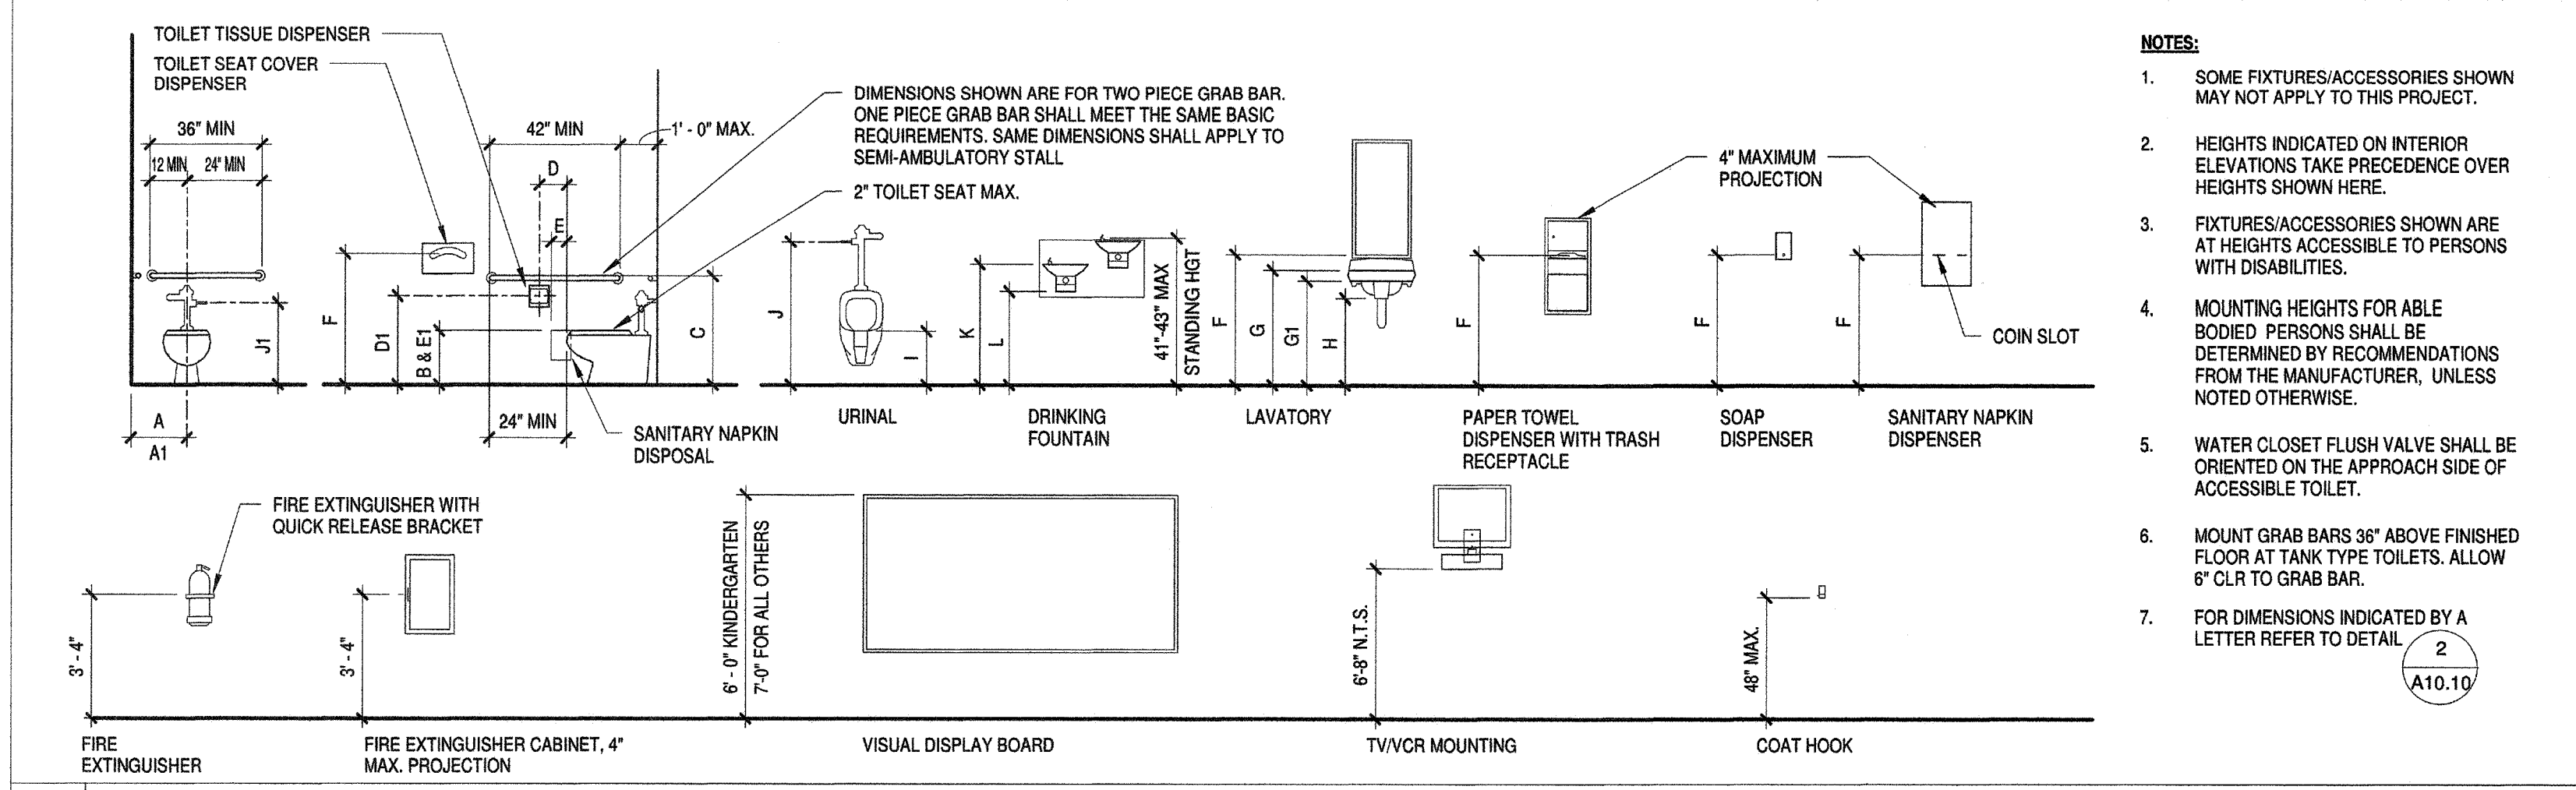 TOILET TISSUE DISPENSER
TOILET SEAT COVER
DISPENSER
36" MIN
12 MIN
24" MIN
42" MIN
1' - 0" MAX.
D
E
DIMENSIONS SHOWN ARE FOR TWO PIECE GRAB BAR.
ONE PIECE GRAB BAR SHALL MEET THE SAME BASIC
REQUIREMENTS. SAME DIMENSIONS SHALL APPLY TO
SEMI-AMBULATORY STALL
2" TOILET SEAT MAX.
4" MAXIMUM
PROJECTION
J1
F
D1
B & E1
C
J
I
K
L
41"-43" MAX
STANDING HGT
F
G
G1
H
F
F
F
COIN SLOT
A
A1
24" MIN
SANITARY NAPKIN
DISPOSAL
URINAL
DRINKING
FOUNTAIN
LAVATORY
PAPER TOWEL
DISPENSER WITH TRASH
RECEPTACLE
SOAP
DISPENSER
SANITARY NAPKIN
DISPENSER
FIRE EXTINGUISHER WITH
QUICK RELEASE BRACKET
3' - 4"
3' - 4"
6' - 0" KINDERGARTEN
7'-0" FOR ALL OTHERS
6'-8" N.T.S.
48" MAX.
FIRE
EXTINGUISHER
FIRE EXTINGUISHER CABINET, 4"
MAX. PROJECTION
VISUAL DISPLAY BOARD
TV/VCR MOUNTING
COAT HOOK
NOTES:
1. SOME FIXTURES/ACCESSORIES SHOWN
MAY NOT APPLY TO THIS PROJECT.
2. HEIGHTS INDICATED ON INTERIOR
ELEVATIONS TAKE PRECEDENCE OVER
HEIGHTS SHOWN HERE.
3. FIXTURES/ACCESSORIES SHOWN ARE
AT HEIGHTS ACCESSIBLE TO PERSONS
WITH DISABILITIES.
4. MOUNTING HEIGHTS FOR ABLE
BODIED PERSONS SHALL BE
DETERMINED BY RECOMMENDATIONS
FROM THE MANUFACTURER, UNLESS
NOTED OTHERWISE.
5. WATER CLOSET FLUSH VALVE SHALL BE
ORIENTED ON THE APPROACH SIDE OF
ACCESSIBLE TOILET.
6. MOUNT GRAB BARS 36" ABOVE FINISHED
FLOOR AT TANK TYPE TOILETS. ALLOW
6" CLR TO GRAB BAR.
7. FOR DIMENSIONS INDICATED BY A
LETTER REFER TO DETAIL
2
A10.10